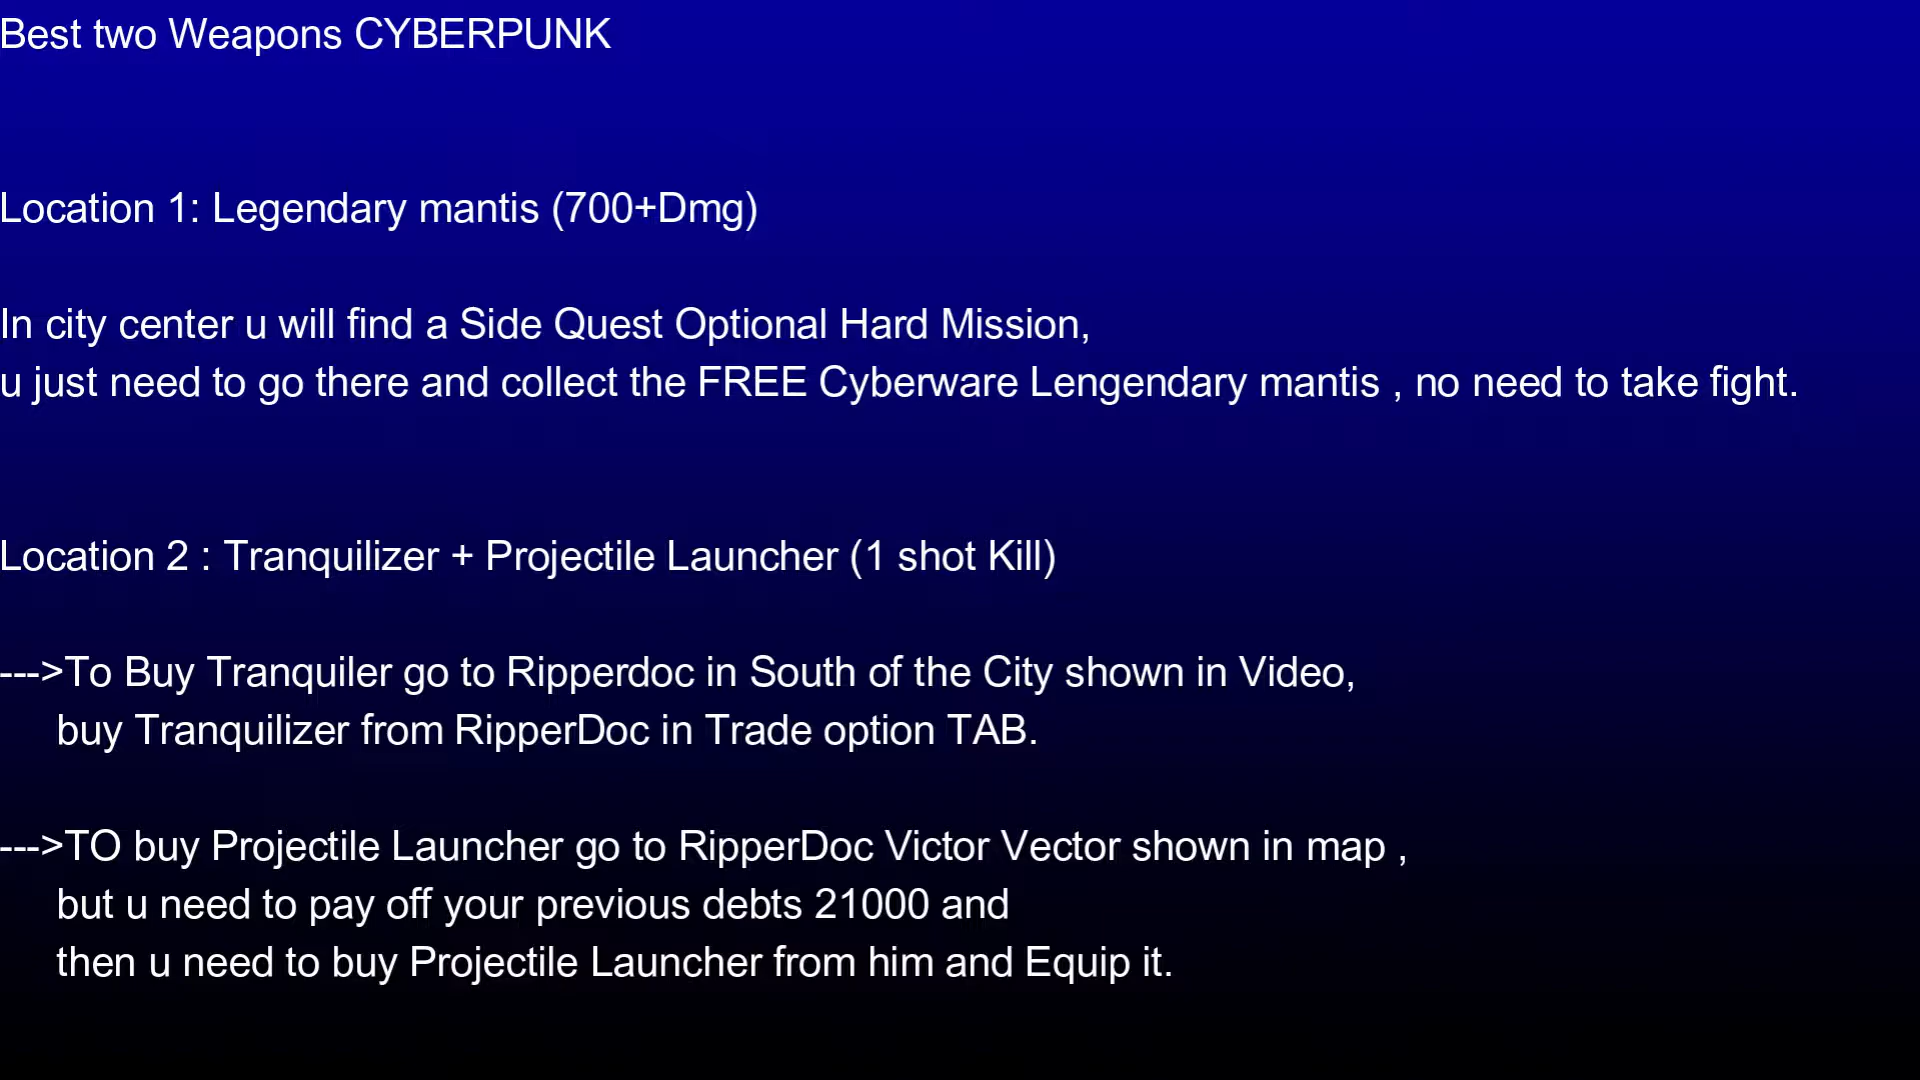 Best two Weapons CYBERPUNK
Location 1: Legendary mantis (700+Dmg)
In city center u will find a Side Quest Optional Hard Mission,
u just need to go there and collect the FREE Cyberware Lengendary mantis , no need to take fight.
Location 2 : Tranquilizer + Projectile Launcher (1 shot Kill)
--->To Buy Tranquiler go to Ripperdoc in South of the City shown in Video,
buy Tranquilizer from RipperDoc in Trade option TAB.
--->TO buy Projectile Launcher go to RipperDoc Victor Vector shown in map ,
but u need to pay off your previous debts 21000 and
then u need to buy Projectile Launcher from him and Equip it.